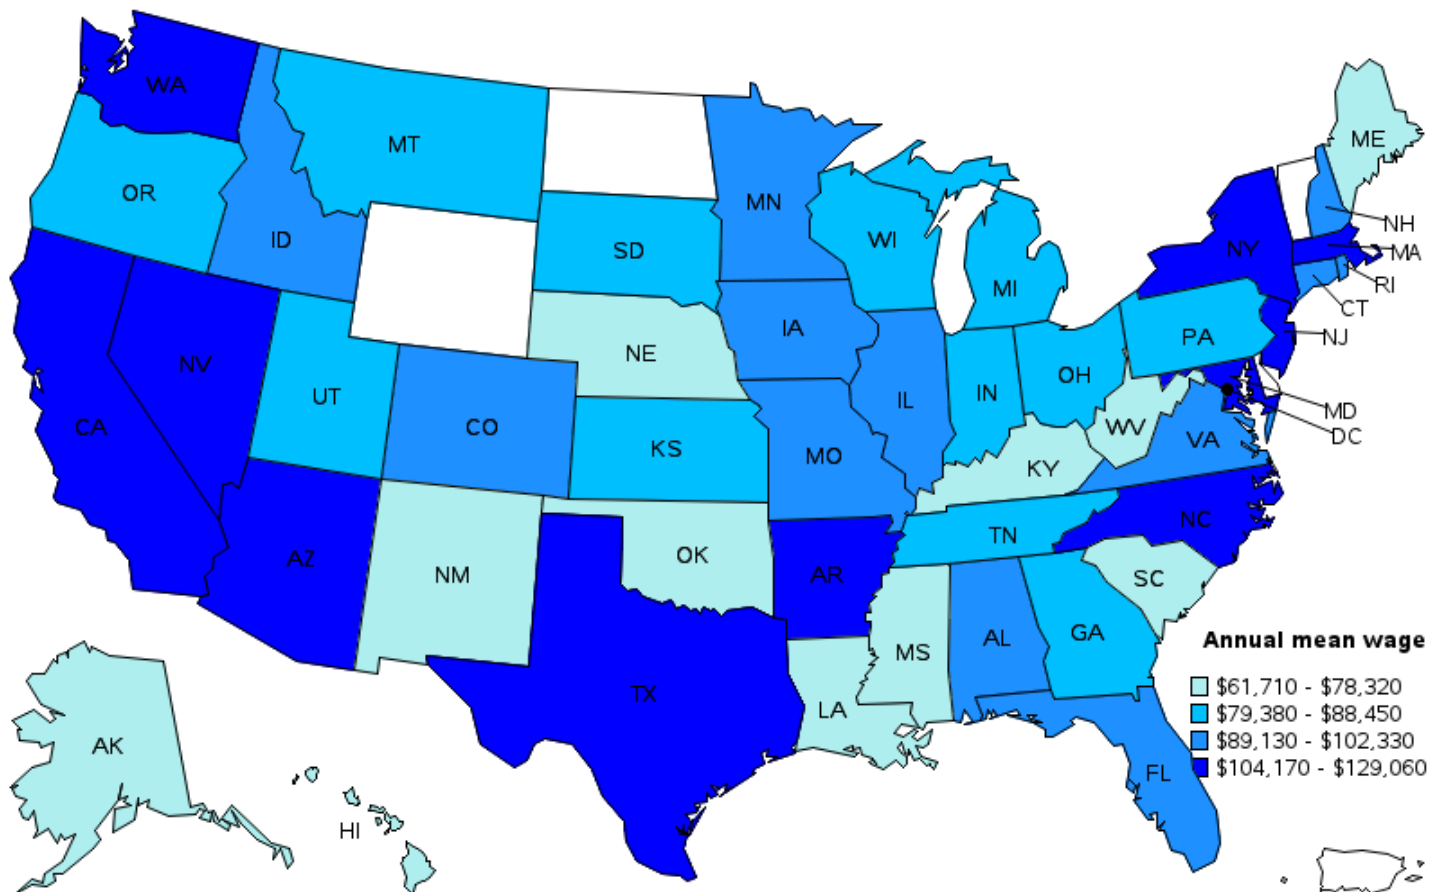 WA
MT
ME
OR
MN
NH
ID
WI
NY
MA
SD
MI
RI
CT
IA
PA
NJ
NE
NV
OH
UT
IN
IL
MD
CA
CO
WV
DC
KS
MO
VA
KY
NC
TN
AZ
OK
NM
AR
SC
GA
AL
MS
TX
LA
AK
FL
HI
Annual mean wage
$61,710 - $78,320
$79,380 - $88,450
$89,130 - $102,330
$104,170 - $129,060